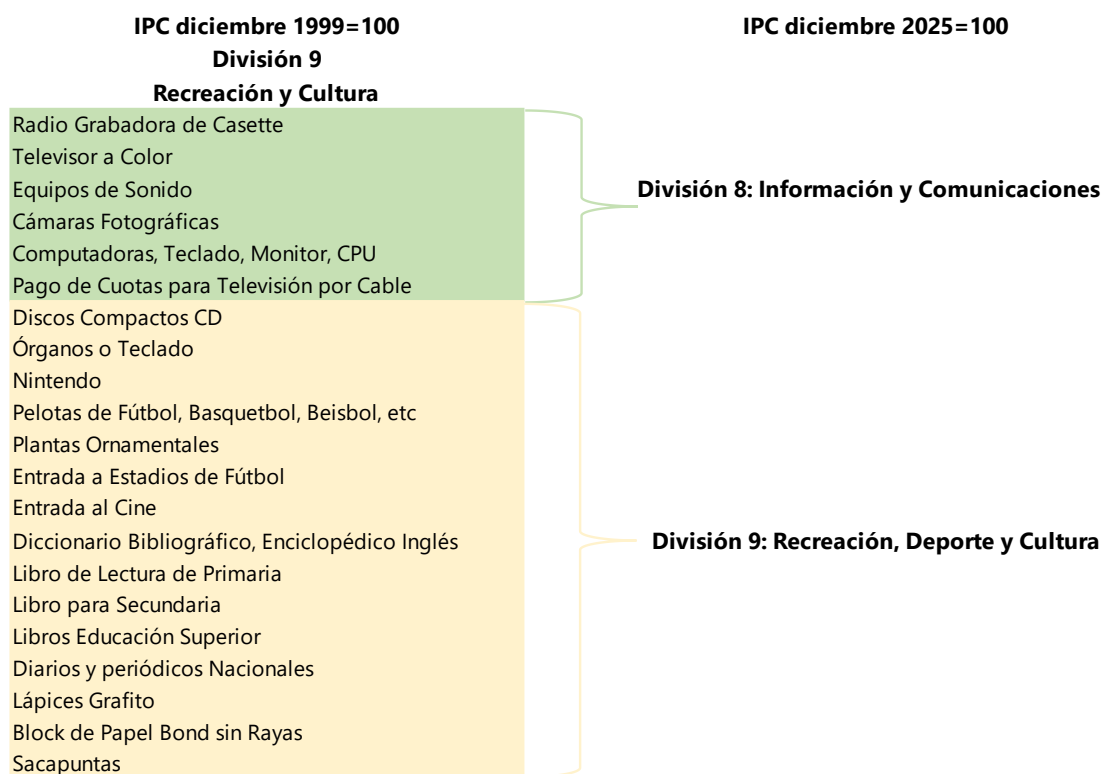 IPC diciembre 1999=100
División 9
Recreación y Cultura
IPC diciembre 2025=100
Radio Grabadora de Casette
Televisor a Color
Equipos de Sonido
Cámaras Fotográficas
Computadoras, Teclado, Monitor, CPU
Pago de Cuotas para Televisión por Cable
División 8: Información y Comunicaciones
Discos Compactos CD
Órganos o Teclado
Nintendo
Pelotas de Fútbol, Basquetbol, Beisbol, etc
Plantas Ornamentales
Entrada a Estadios de Fútbol
Entrada al Cine
Diccionario Bibliográfico, Enciclopédico Inglés
Libro de Lectura de Primaria
Libro para Secundaria
Libros Educación Superior
Diarios y periódicos Nacionales
Lápices Grafito
Block de Papel Bond sin Rayas
Sacapuntas
División 9: Recreación, Deporte y Cultura